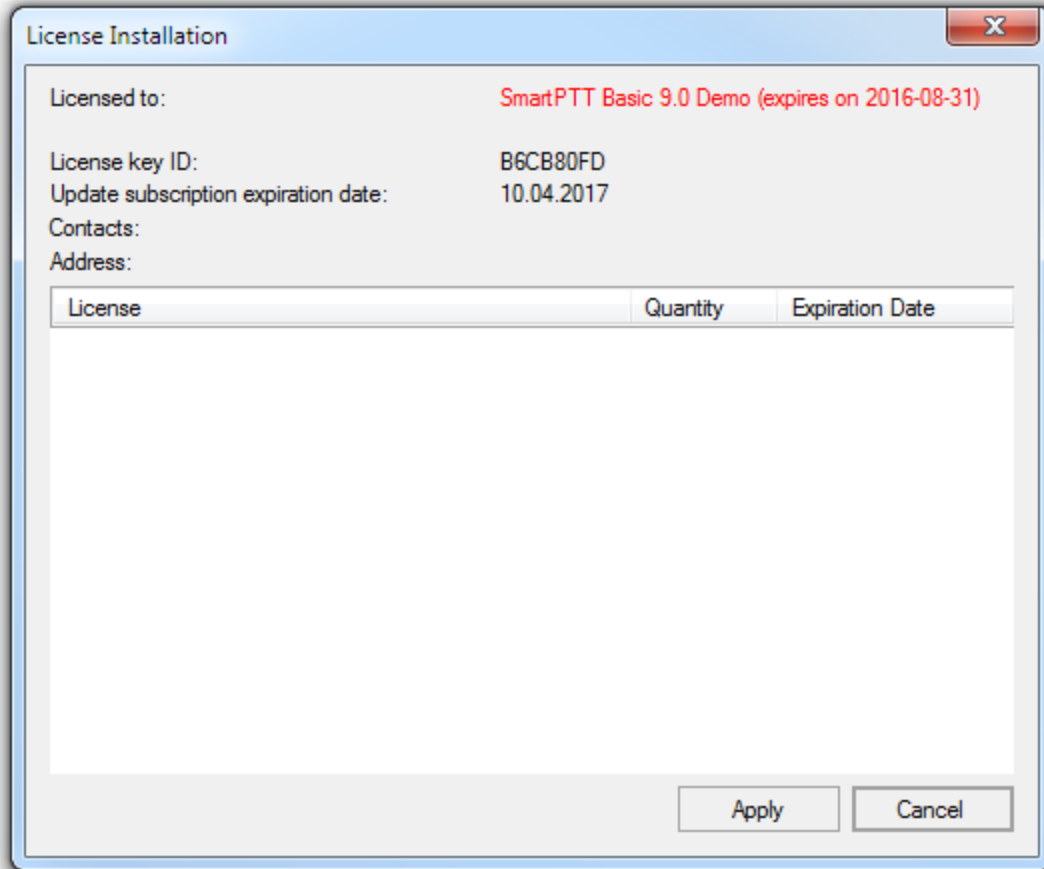 License Installation
Licensed to: SmartPTT Basic 9.0 Demo (expires on 2016-08-31)
License key ID: B6CB80FD
Update subscription expiration date: 10.04.2017
Contacts:
Address:
License Quantity Expiration Date
Apply Cancel